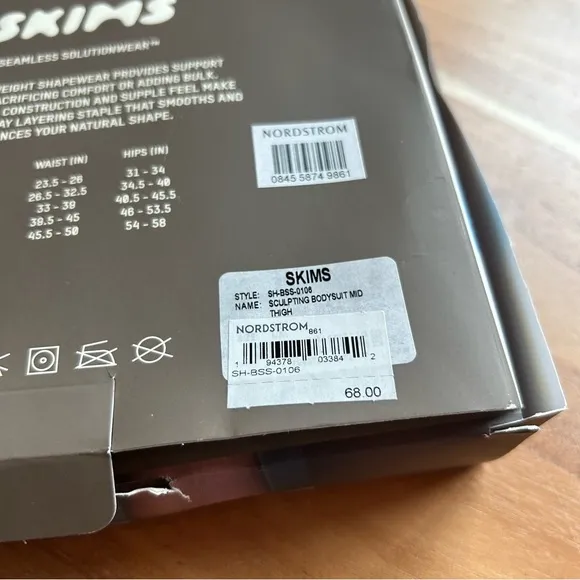 SKIMS
SEAMLESS SOLUTIONWEAR™
SHAPEWEAR PROVIDES SUPPORT
COMFORT OR ADDING BULK.
CONSTRUCTION AND SUPPLE FEEL MAKE
LAYERING STAPLE THAT SMOOTHS AND
YOUR NATURAL SHAPE.
WAIST (IN) HIPS (IN)
23.5 - 26 31 - 34
26.5 - 32.5 34.5 - 40
33 - 38 40.5 - 45.5
38.5 - 45 46 - 53.5
45.5 - 50 54 - 58
NORDSTROM
0845 5874 9861
SKIMS
STYLE: SH-BSS-0106
NAME: SCULPTING BODYSUIT MID
THIGH
NORDSTROM 861
1 94378 03384 2
SH-BSS-0106
68.00